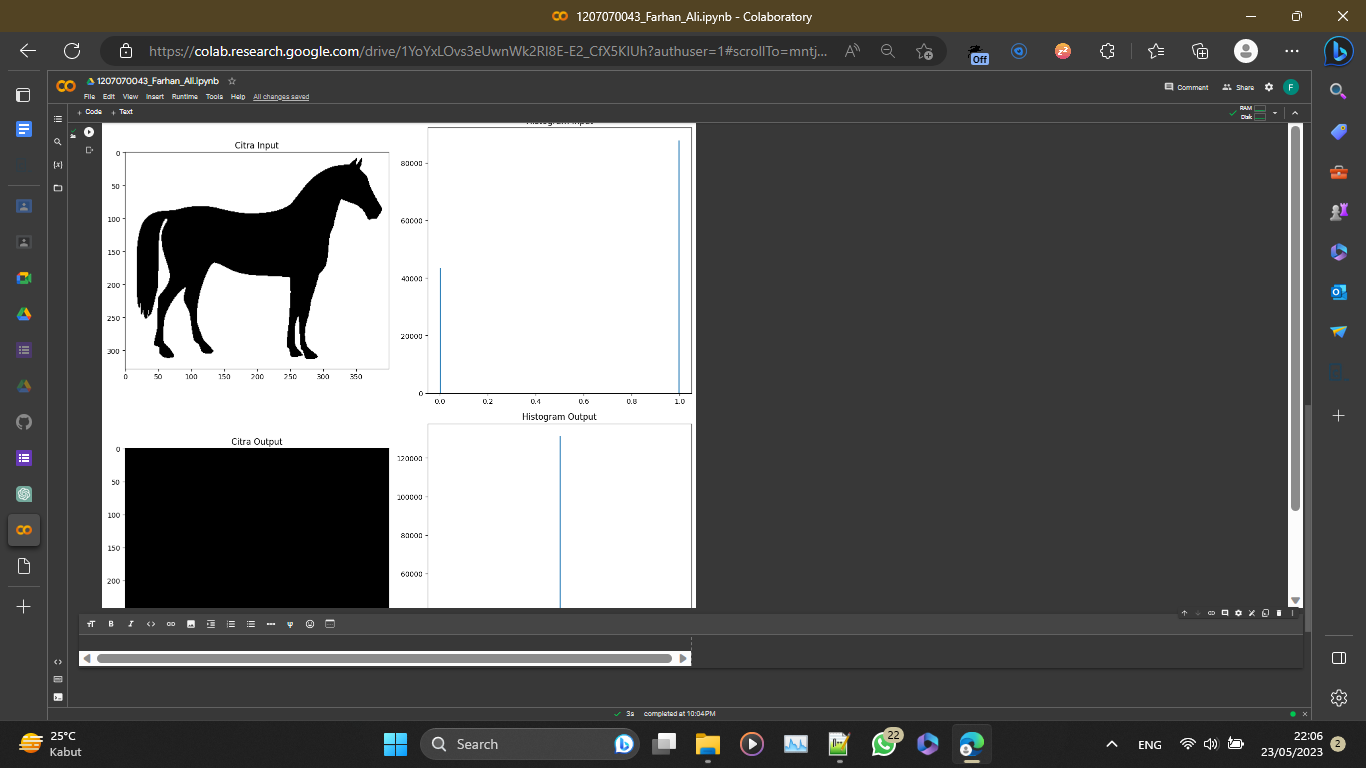 1207070043_Farhan_Ali.ipynb - Colaboratory
https://colab.research.google.com/drive/1YoYxLOvs3eUwnWk2RI8E-E2_CfX5KIUh?authuser=1#scrollTo=mntj...
Off
1207070043_Farhan_Ali.ipynb
Comment
Share
F
File Edit View Insert Runtime Tools Help All changes saved
+ Code + Text
RAM
Disk
3s
Citra Input
0
50
100
150
200
250
300
0 50 100 150 200 250 300 350
Histogram Input
80000
60000
40000
20000
0
0.0 0.2 0.4 0.6 0.8 1.0
Citra Output
0
50
100
150
200
Histogram Output
120000
100000
80000
60000
3s completed at 10:04 PM
25°C
Kabut
Search
22
ENG
22:06
23/05/2023
2